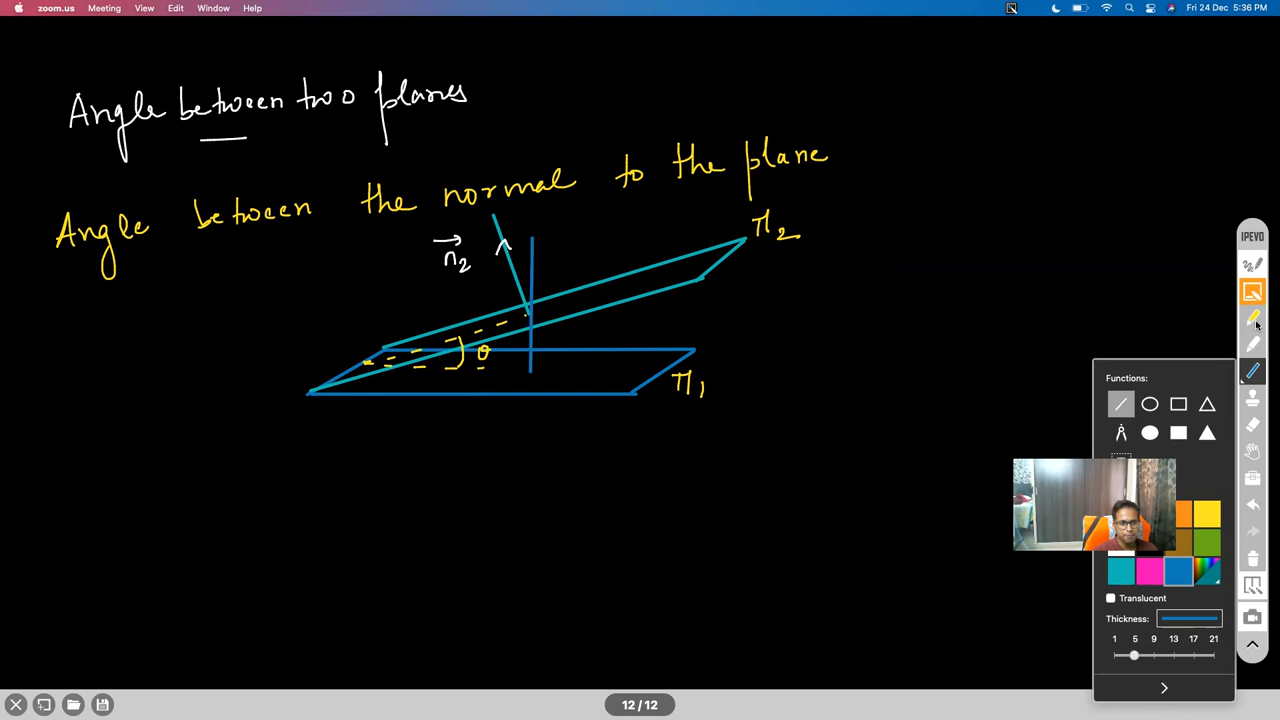 zoom.us Meeting View Edit Window Help Fri 24 Dec 5:36 PM
Angle between two planes
Angle between the normal to the plane
n₂
π₂
θ
π₁
IPEVO
Functions:
Translucent
Thickness:
1 5 9 13 17 21
12 / 12